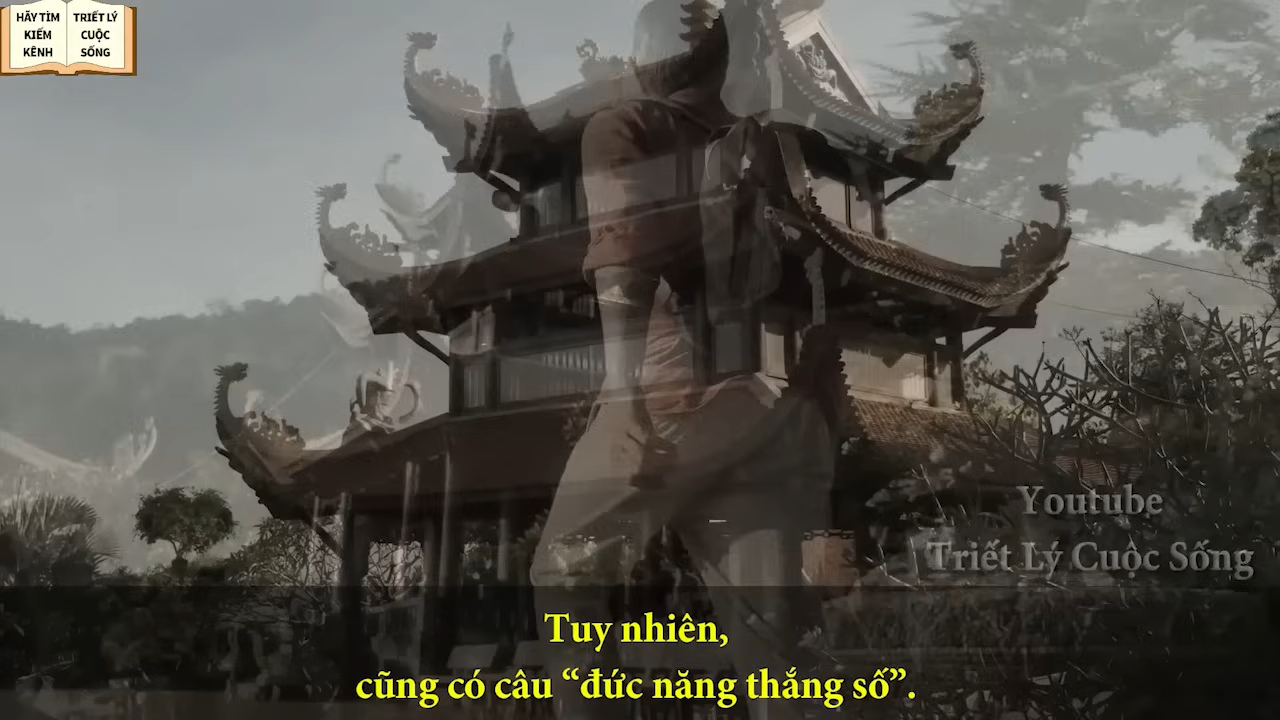 HÃY TÌM TRIẾT LÝ
KIẾM CUỘC
KÊNH SỐNG
Youtube
Triết Lý Cuộc Sống
Tuy nhiên,
cũng có câu “đức năng thắng số”.